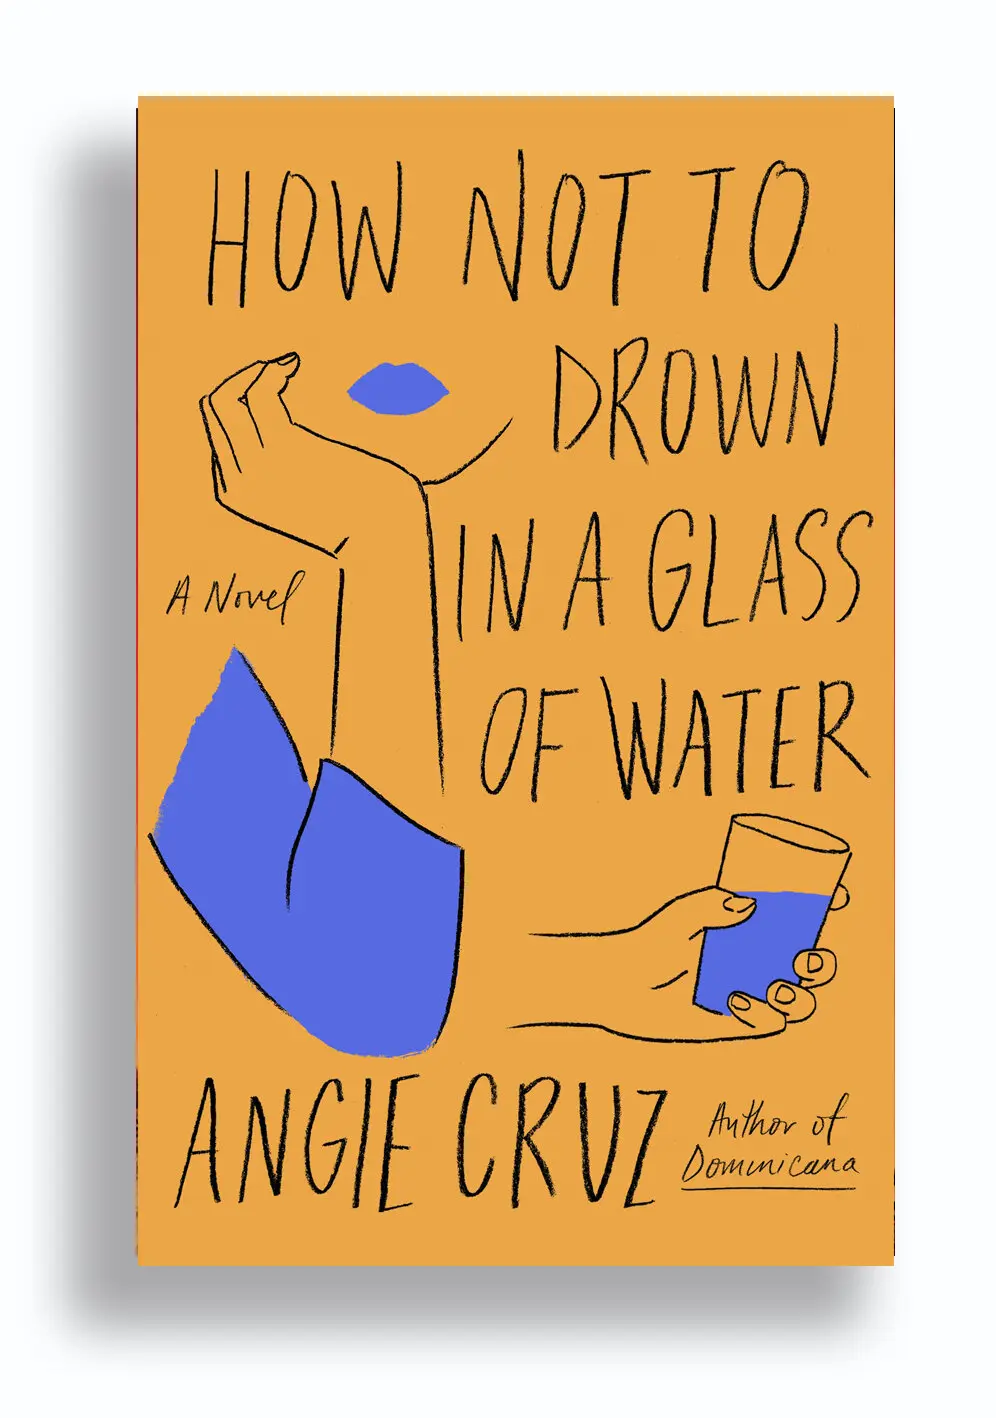 HOW NOT TO
DROWN
IN A GLASS
OF WATER
A Novel
ANGIE CRUZ
Author of
Dominicana